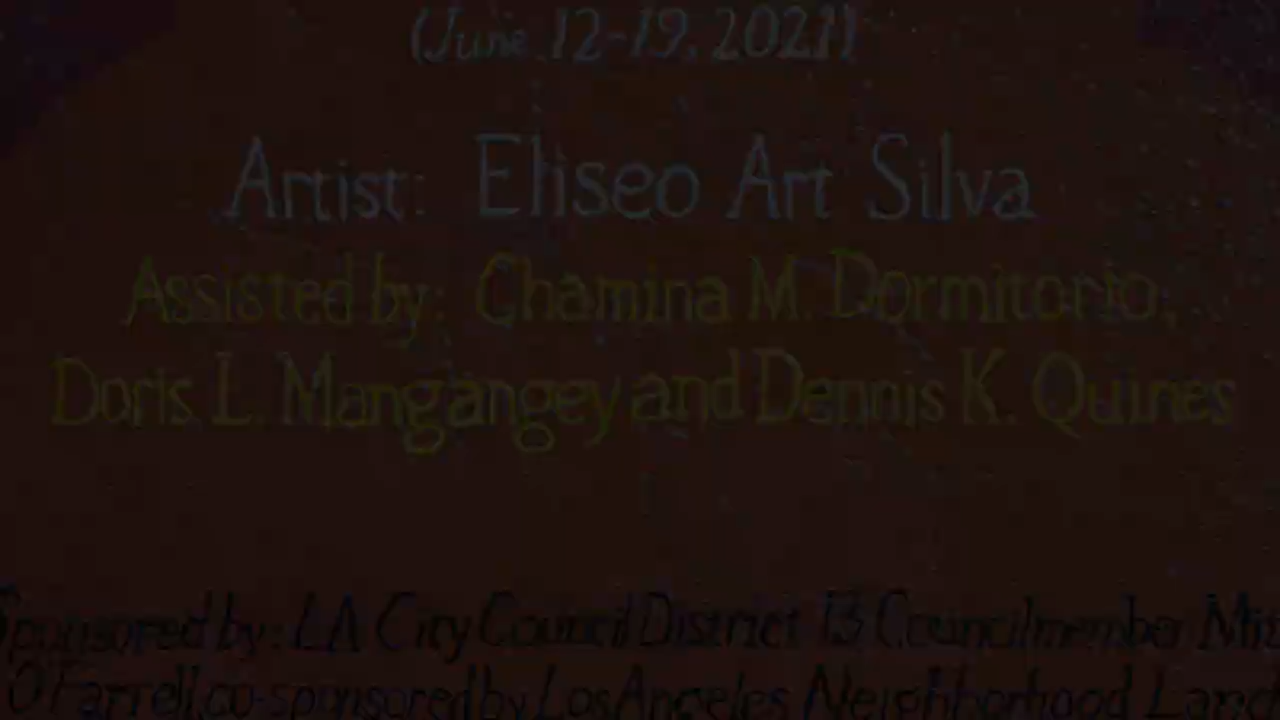 (June 12-19, 2021)
Artist: Eliseo Art Silva
Assisted by: Chamina M. Dormitorio,
Doris L. Mangangey and Dennis K. Quines
Sponsored by: LA City Council District 13 Councilmember
O'Farrell, co-sponsored by Los Angeles Neighborhood